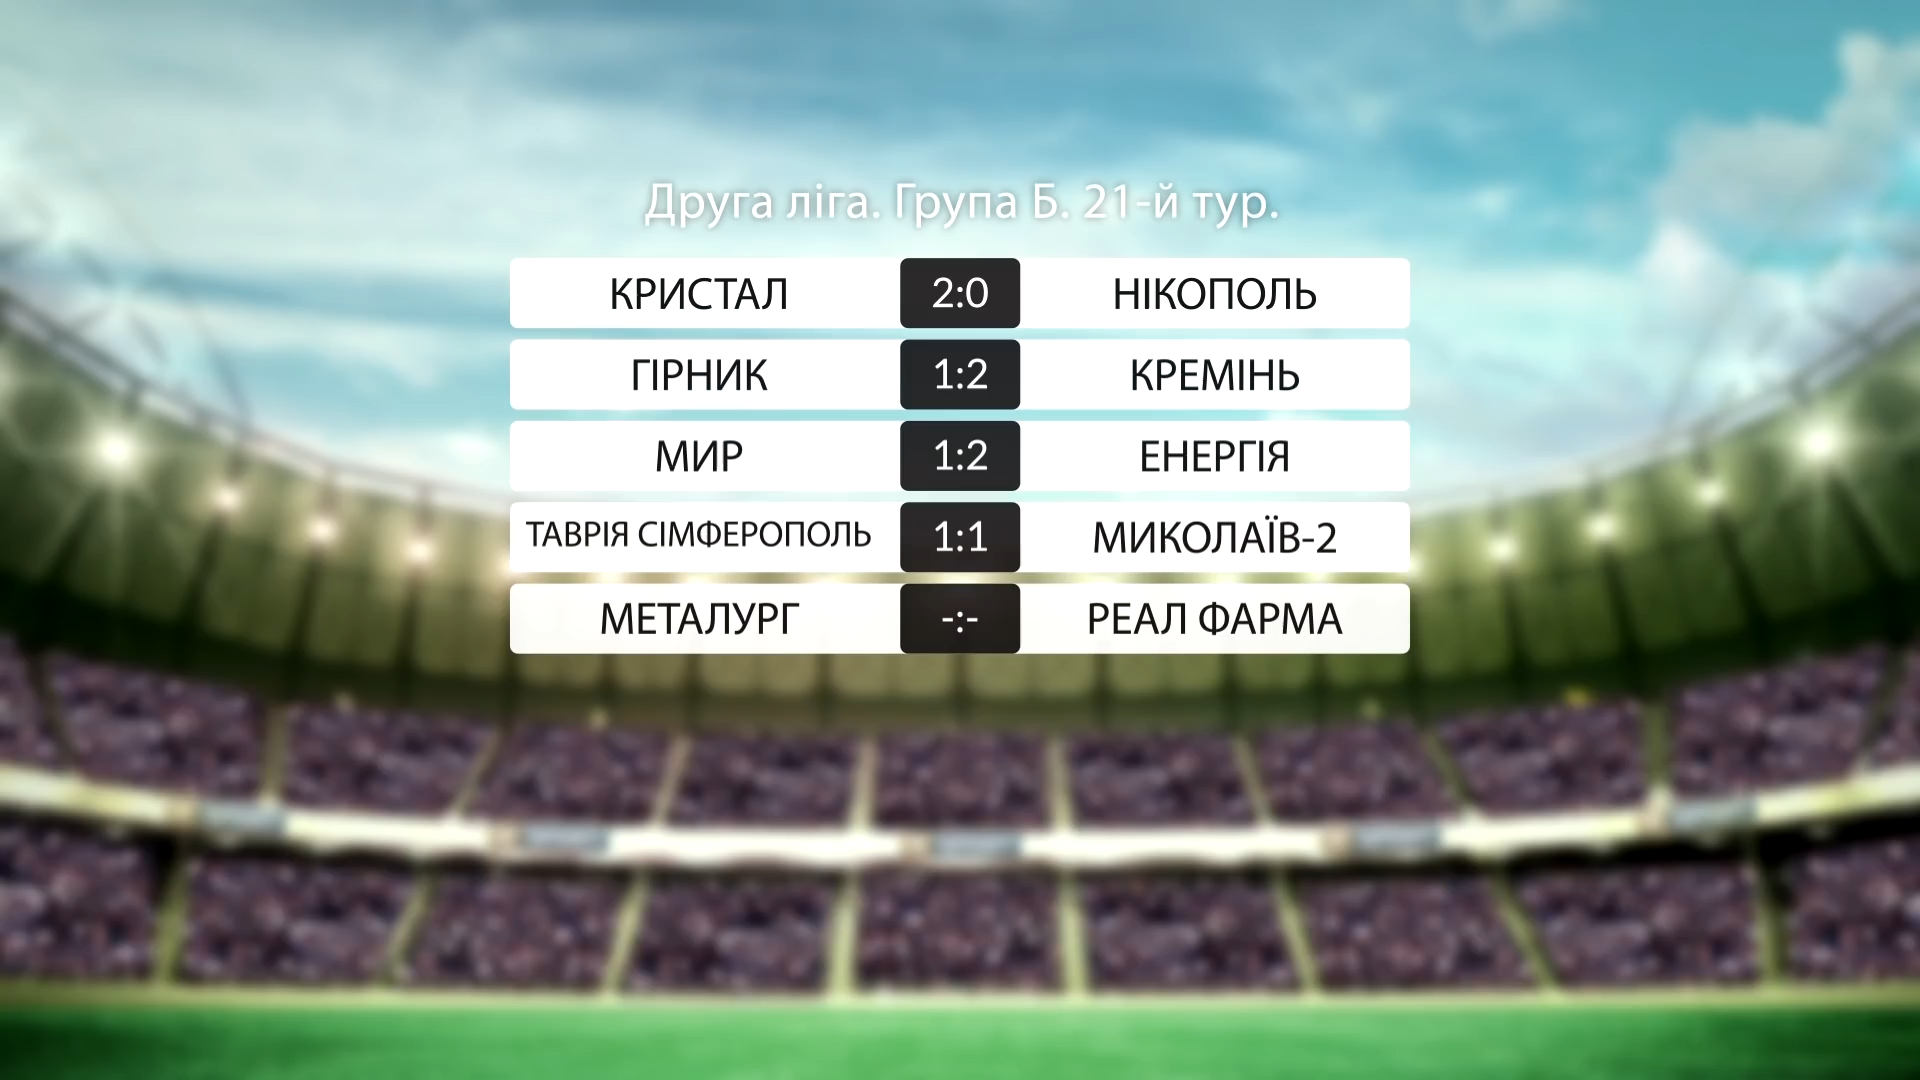 Друга ліга. Група Б. 21-й тур.
КРИСТАЛ 2:0 НІКОПОЛЬ
ГІРНИК 1:2 КРЕМІНЬ
МИР 1:2 ЕНЕРГІЯ
ТАВРІЯ СІМФЕРОПОЛЬ 1:1 МИКОЛАЇВ-2
МЕТАЛУРГ -:- РЕАЛ ФАРМА